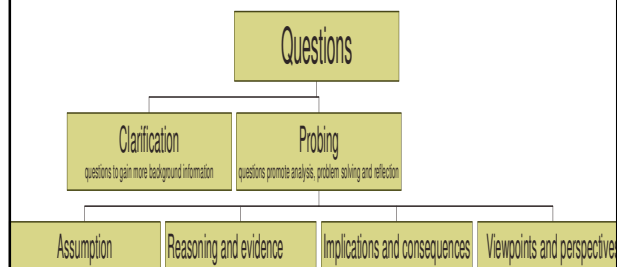 Questions
Clarification
questions to gain more background information
Probing
questions promote analysis, problem solving and reflection
Assumption
Reasoning and evidence
Implications and consequences
Viewpoints and perspectives